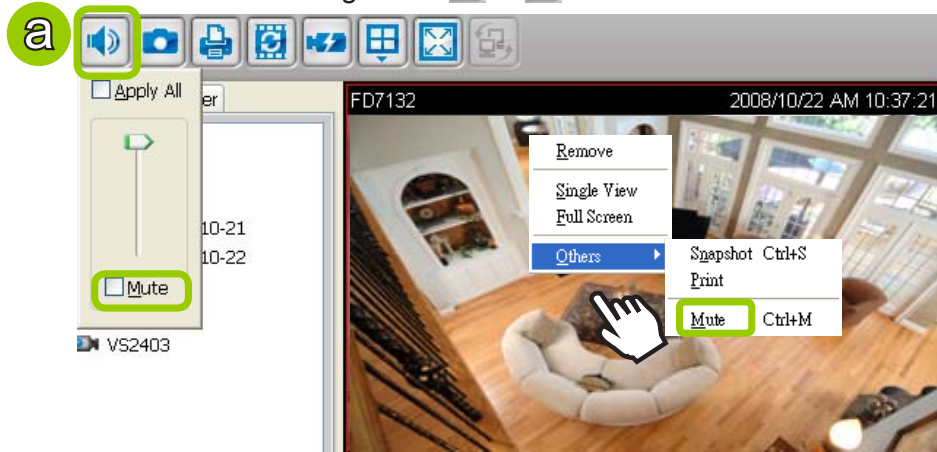 a
Apply All
er
10-21
10-22
Mute
VS2403
FD7132 2008/10/22 AM 10:37:21
Remove
Single View
Full Screen
Others
Snapshot Ctrl+S
Print
Mute Ctrl+M